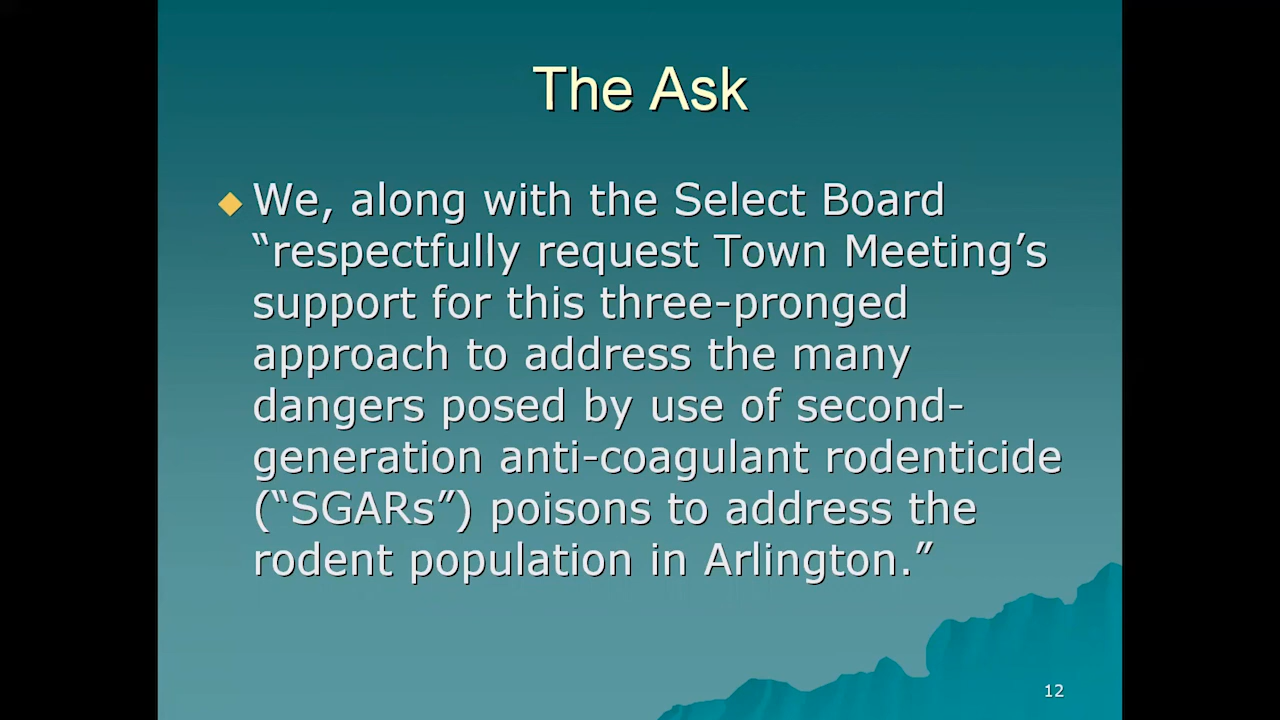 The Ask
We, along with the Select Board
“respectfully request Town Meeting’s
support for this three-pronged
approach to address the many
dangers posed by use of second-
generation anti-coagulant rodenticide
(“SGARs”) poisons to address the
rodent population in Arlington.”
12